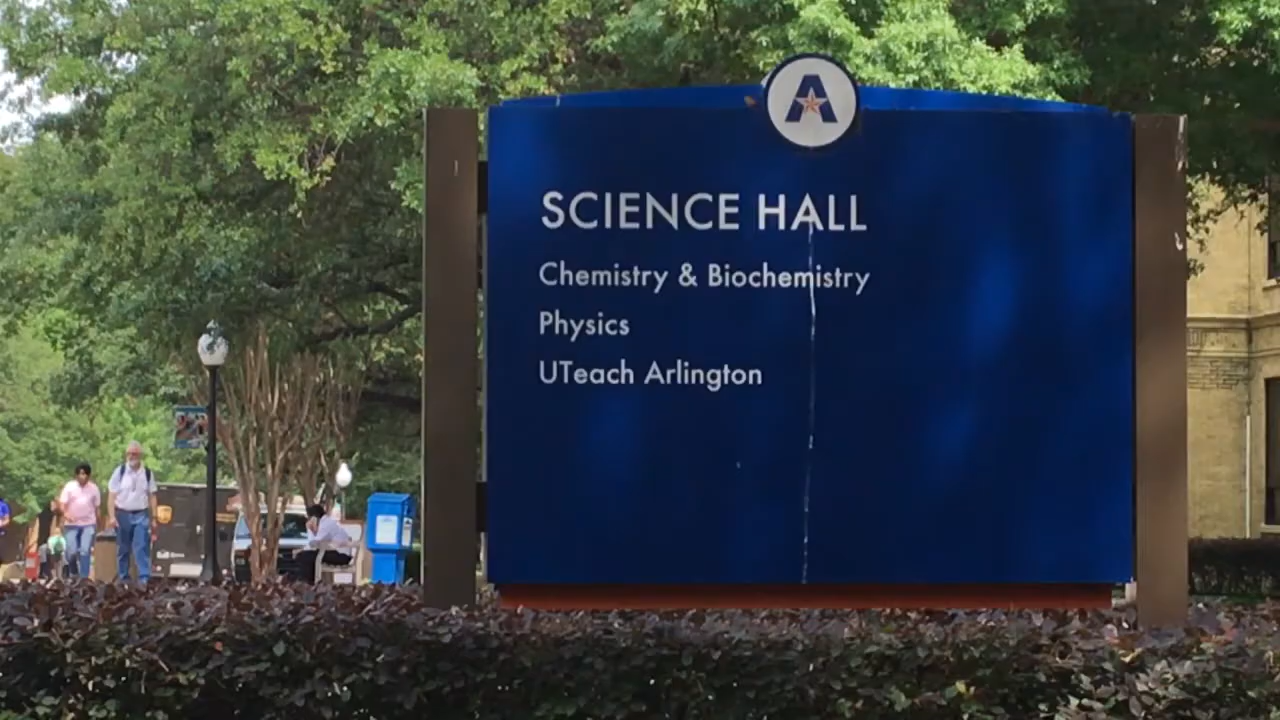 A
SCIENCE HALL
Chemistry & Biochemistry
Physics
UTeach Arlington